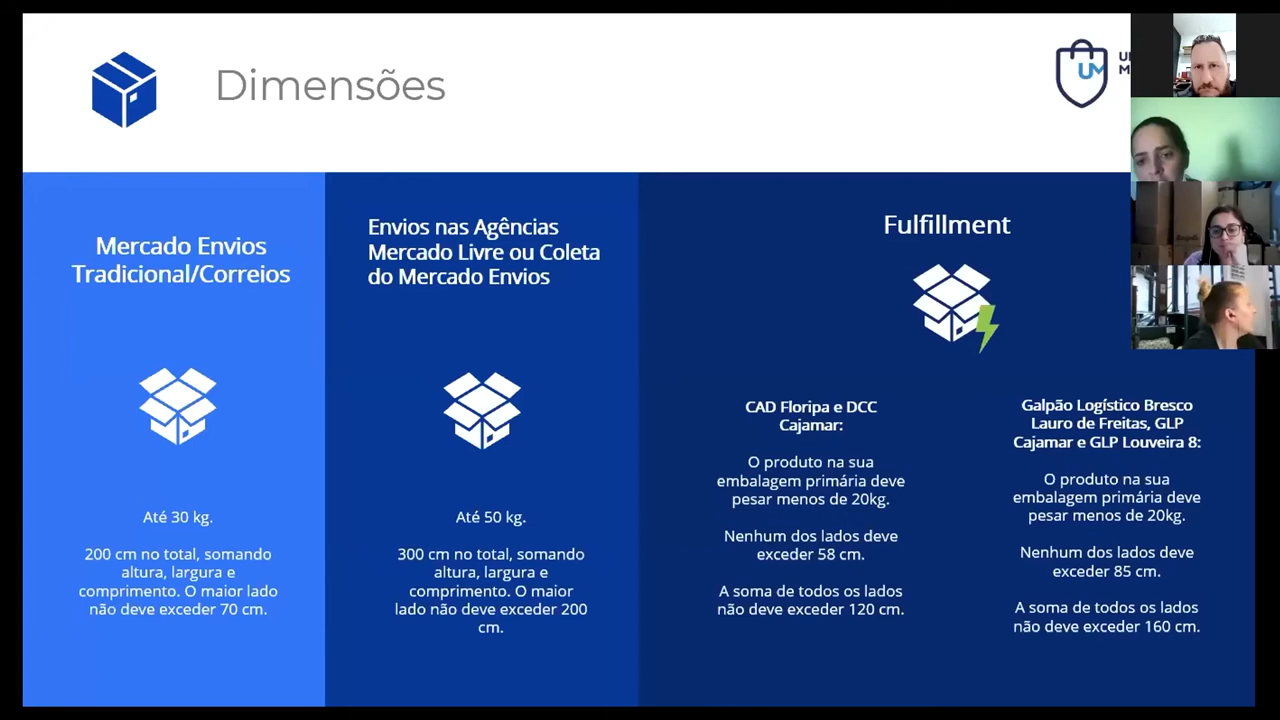 Dimensões
UM
Mercado Envios
Tradicional/Correios
Até 30 kg.
200 cm no total, somando
altura, largura e
comprimento. O maior lado
não deve exceder 70 cm.
Envios nas Agências
Mercado Livre ou Coleta
do Mercado Envios
Até 50 kg.
300 cm no total, somando
altura, largura e
comprimento. O maior
lado não deve exceder 200
cm.
Fulfillment
CAD Floripa e DCC
Cajamar:
O produto na sua
embalagem primária deve
pesar menos de 20kg.
Nenhum dos lados deve
exceder 58 cm.
A soma de todos os lados
não deve exceder 120 cm.
Galpão Logístico Bresco
Lauro de Freitas, GLP
Cajamar e GLP Louveira 8:
O produto na sua
embalagem primária deve
pesar menos de 20kg.
Nenhum dos lados deve
exceder 85 cm.
A soma de todos os lados
não deve exceder 160 cm.